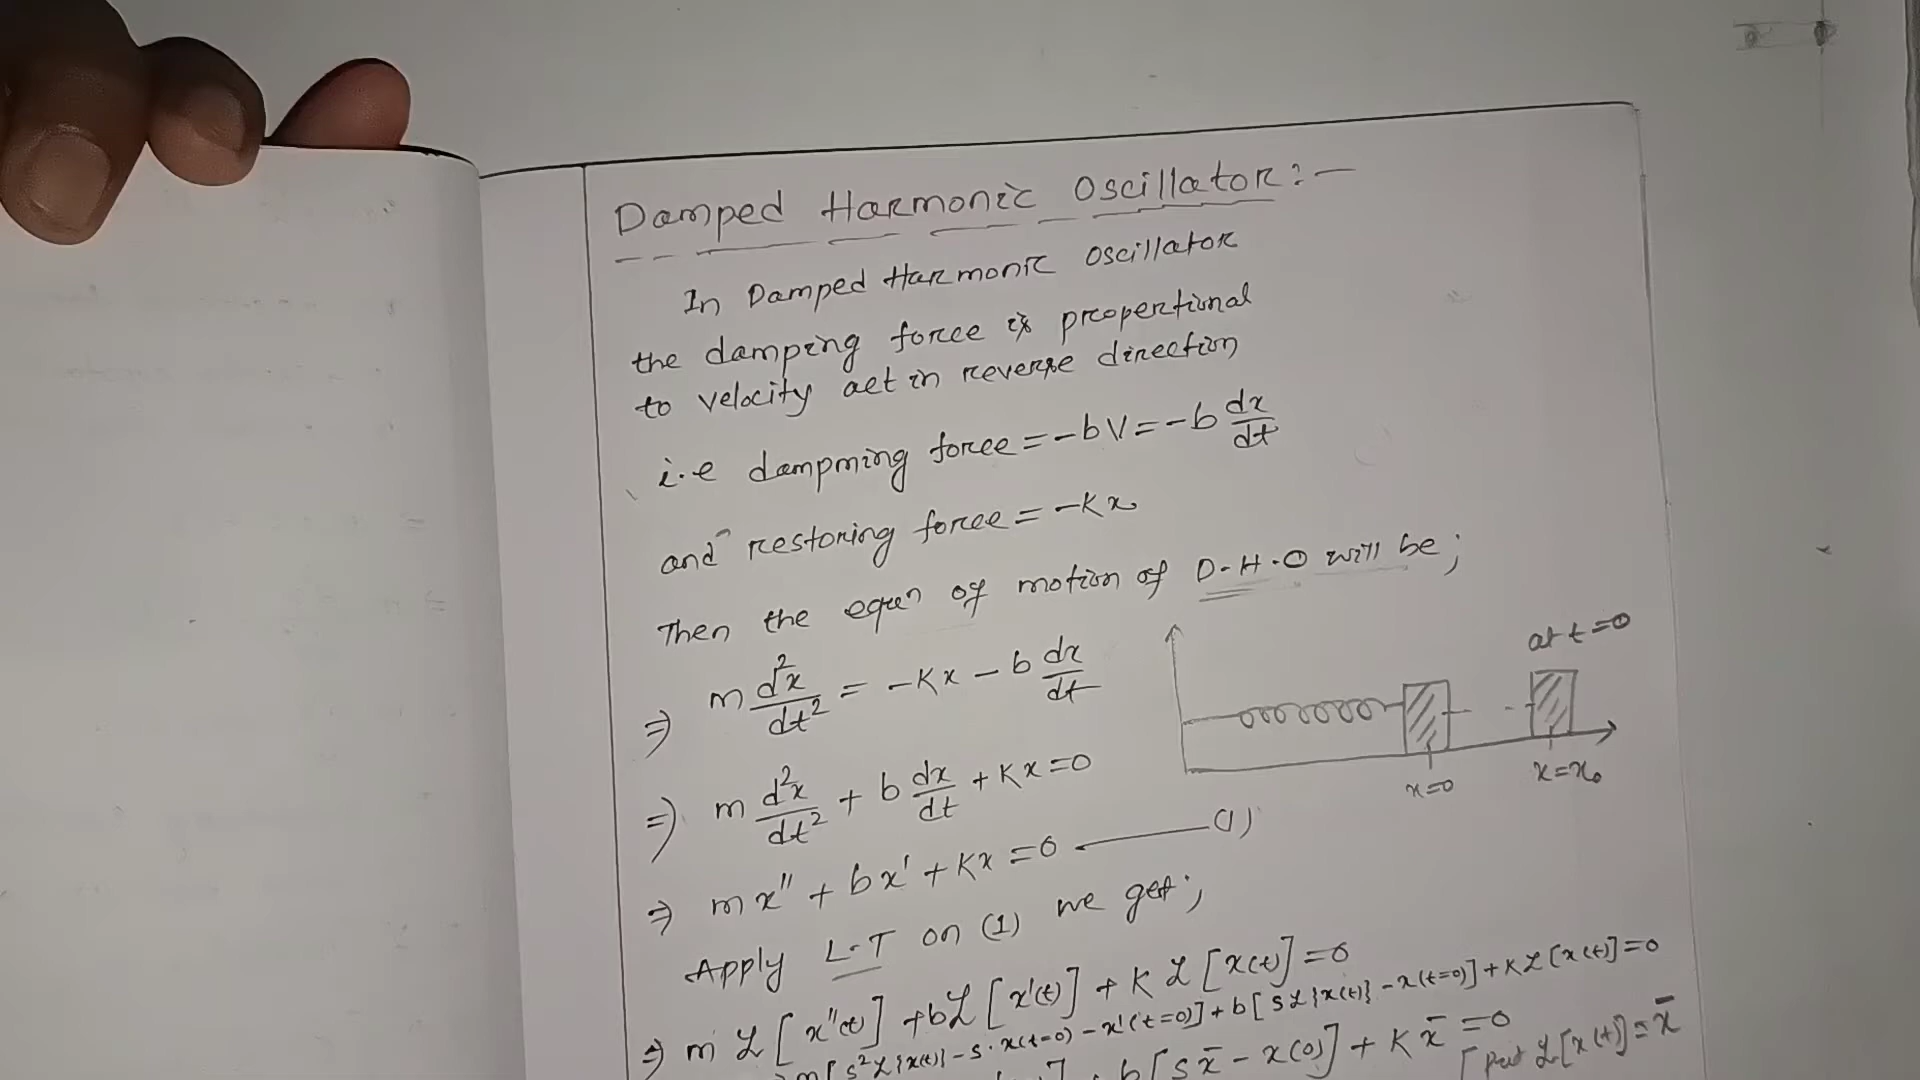 Damped Harmonic Oscillator :-
In Damped Harmonic Oscillator
the damping force is propertional
to velocity act in reverse direction
i.e dampming force = -bV = -b dx/dt
and restoring force = -Kx
Then the equn of motion of D-H.O will be ;
⇒ m d²x/dt² = -Kx - b dx/dt
at t=0
x=0
x=x₀
⇒ m d²x/dt² + b dx/dt + Kx = 0
⇒ mx'' + bx' + Kx = 0 ——— (1)
Apply L-T on (1) we get ;
⇒ m ℒ[x''(t)] + bℒ[x'(t)] + K ℒ[x(t)] = 0
m[s²ℒ{x(t)} - s·x(t=0) - x'(t=0)] + b[sℒ{x(t)} - x(t=0)] + Kℒ[x(t)] = 0
] + b[sx̄ - x(0)] + Kx̄ = 0
[put ℒ[x(t)] = x̄